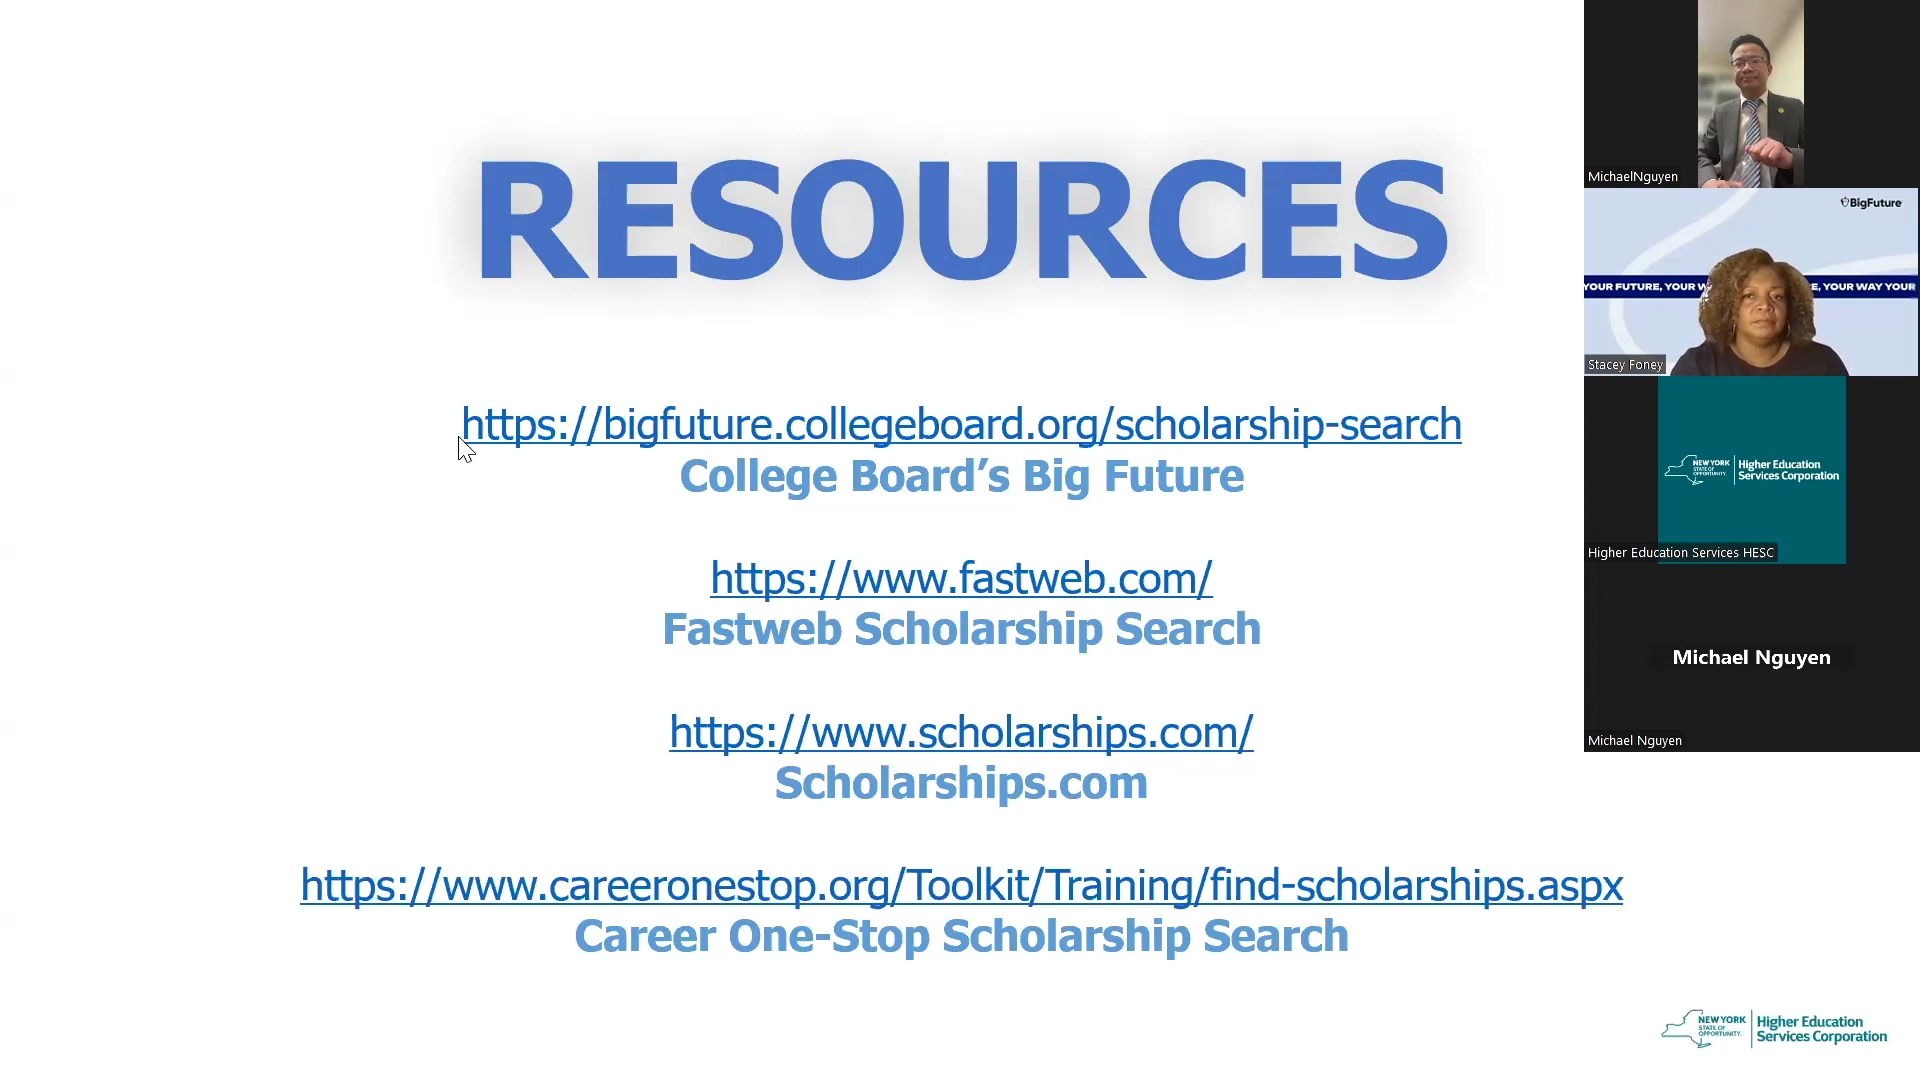 RESOURCES
https://bigfuture.collegeboard.org/scholarship-search
College Board’s Big Future
https://www.fastweb.com/
Fastweb Scholarship Search
https://www.scholarships.com/
Scholarships.com
https://www.careeronestop.org/Toolkit/Training/find-scholarships.aspx
Career One-Stop Scholarship Search
MichaelNguyen
BigFuture
YOUR FUTURE, YOUR W
E, YOUR WAY YOUR
Stacey Foney
NEW YORK
STATE OF
OPPORTUNITY.
Higher Education
Services Corporation
Higher Education Services HESC
Michael Nguyen
Michael Nguyen
NEW YORK
STATE OF
OPPORTUNITY.
Higher Education
Services Corporation